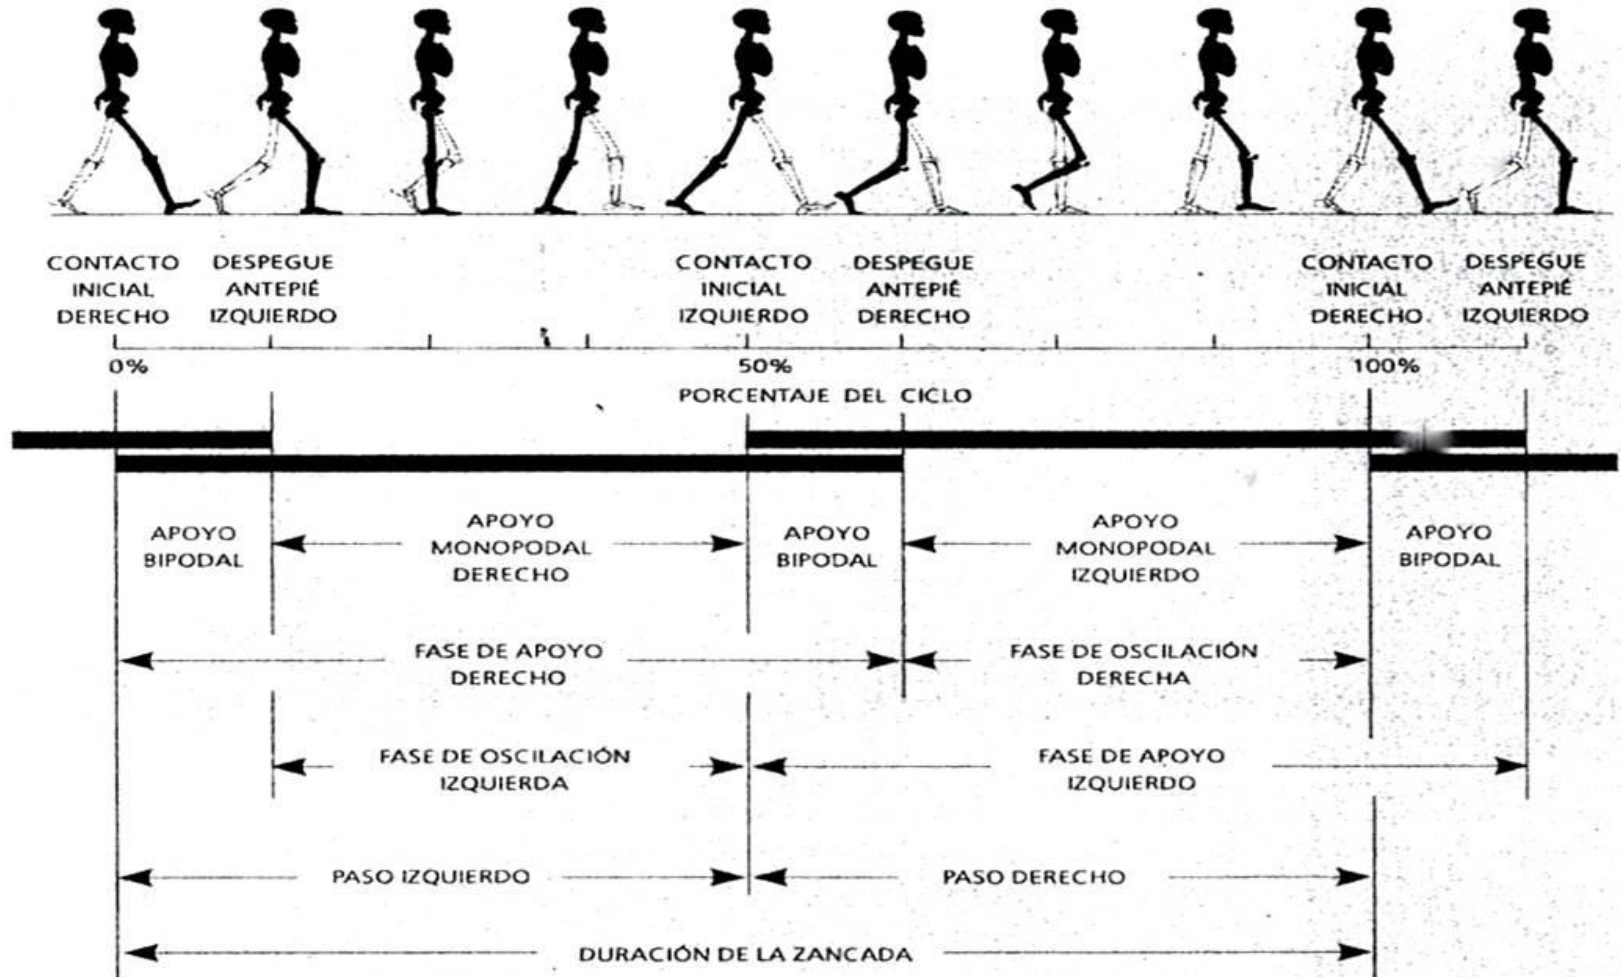 CONTACTO INICIAL DERECHO
DESPEGUE ANTEPIÉ IZQUIERDO
CONTACTO INICIAL IZQUIERDO
DESPEGUE ANTEPIÉ DERECHO
CONTACTO INICIAL DERECHO
DESPEGUE ANTEPIÉ IZQUIERDO
0%
50%
100%
PORCENTAJE DEL CICLO
APOYO BIPODAL
APOYO MONOPODAL DERECHO
APOYO BIPODAL
APOYO MONOPODAL IZQUIERDO
APOYO BIPODAL
FASE DE APOYO DERECHO
FASE DE OSCILACIÓN DERECHA
FASE DE OSCILACIÓN IZQUIERDA
FASE DE APOYO IZQUIERDO
PASO IZQUIERDO
PASO DERECHO
DURACIÓN DE LA ZANCADA